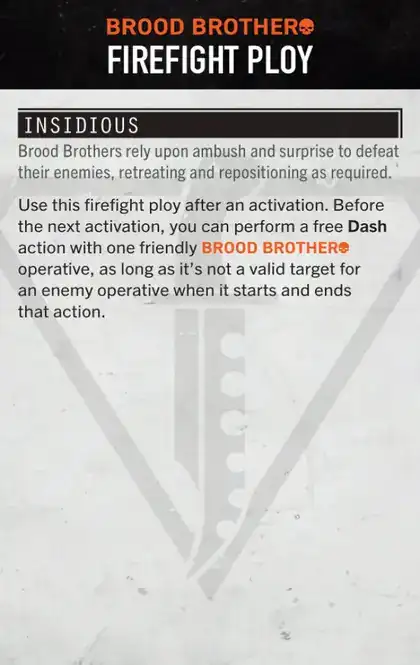 BROOD BROTHER
FIREFIGHT PLOY
INSIDIOUS
Brood Brothers rely upon ambush and surprise to defeat
their enemies, retreating and repositioning as required.
Use this firefight ploy after an activation. Before
the next activation, you can perform a free Dash
action with one friendly BROOD BROTHER
operative, as long as it’s not a valid target for
an enemy operative when it starts and ends
that action.